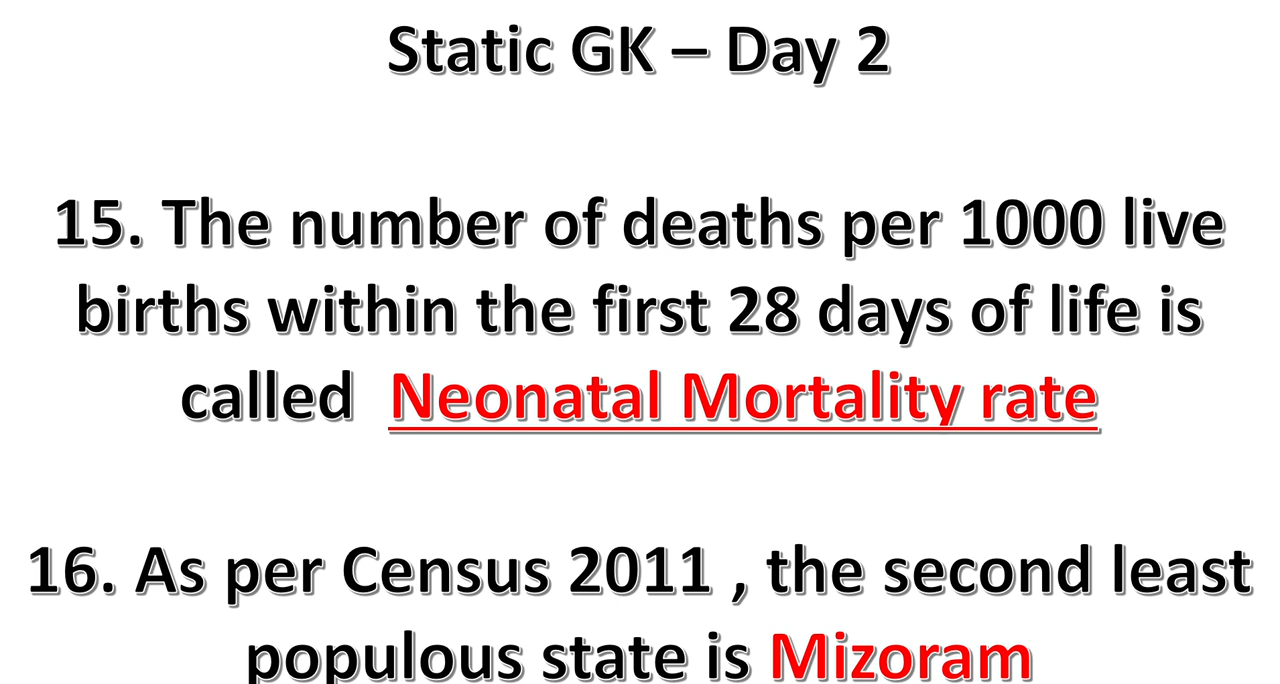 Static GK – Day 2
15. The number of deaths per 1000 live
births within the first 28 days of life is
called Neonatal Mortality rate
16. As per Census 2011 , the second least
populous state is Mizoram